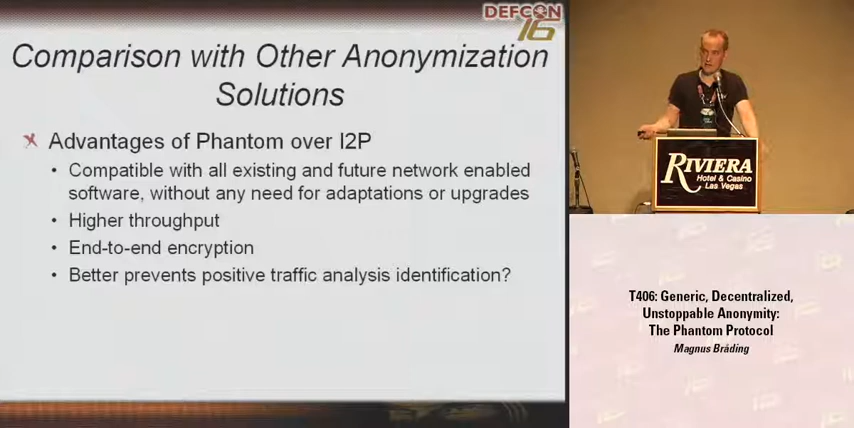 DEFCON
16
Comparison with Other Anonymization
Solutions
Advantages of Phantom over I2P
• Compatible with all existing and future network enabled
software, without any need for adaptations or upgrades
• Higher throughput
• End-to-end encryption
• Better prevents positive traffic analysis identification?
RIVIERA
Hotel & Casino
Las Vegas
T406: Generic, Decentralized,
Unstoppable Anonymity:
The Phantom Protocol
Magnus Bråding